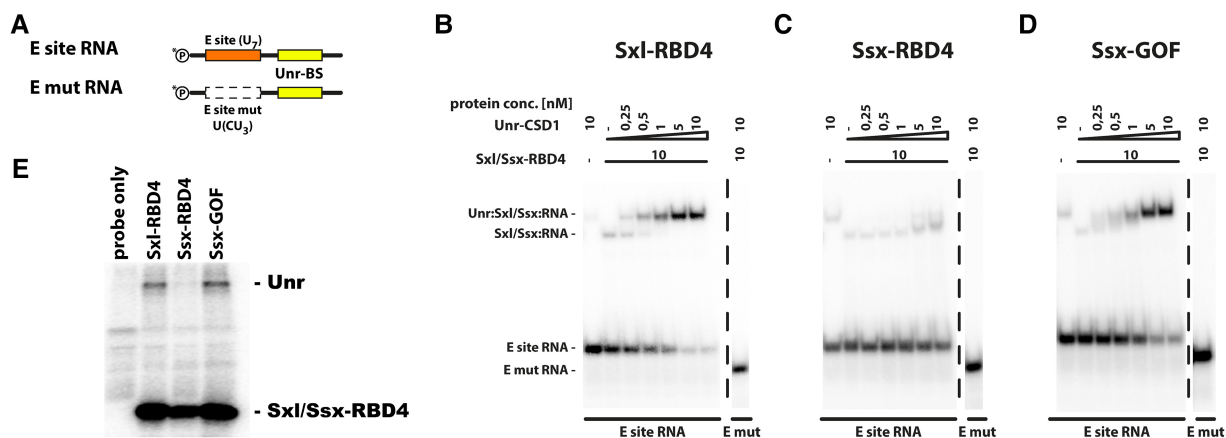 A
E site RNA
E site (U7)
*P
Unr-BS
E mut RNA
*P
E site mut
U(CU3)
B
Sxl-RBD4
protein conc. [nM]
Unr-CSD1
10 - 0,25 0,5 1 5 10 10
Sxl/Ssx-RBD4
- 10 10
Unr:Sxl/Ssx:RNA -
Sxl/Ssx:RNA -
E site RNA -
E mut RNA -
E site RNA E mut
C
Ssx-RBD4
10 - 0,25 0,5 1 5 10 10
- 10 10
E site RNA E mut
D
Ssx-GOF
10 - 0,25 0,5 1 5 10 10
- 10 10
E site RNA E mut
E
probe only
Sxl-RBD4
Ssx-RBD4
Ssx-GOF
- Unr
- Sxl/Ssx-RBD4